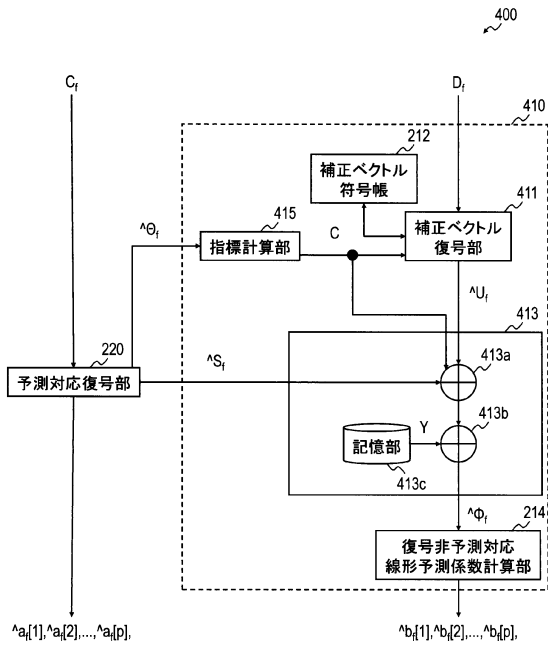 400
C_f
D_f
410
212
補正ベクトル
符号帳
415
指標計算部
C
411
補正ベクトル
復号部
^Θ_f
^U_f
413
220
予測対応復号部
^S_f
413a
413b
Y
記憶部
413c
^Φ_f
214
復号非予測対応
線形予測係数計算部
^a_f[1],^a_f[2],...,^a_f[p],
^b_f[1],^b_f[2],...,^b_f[p],